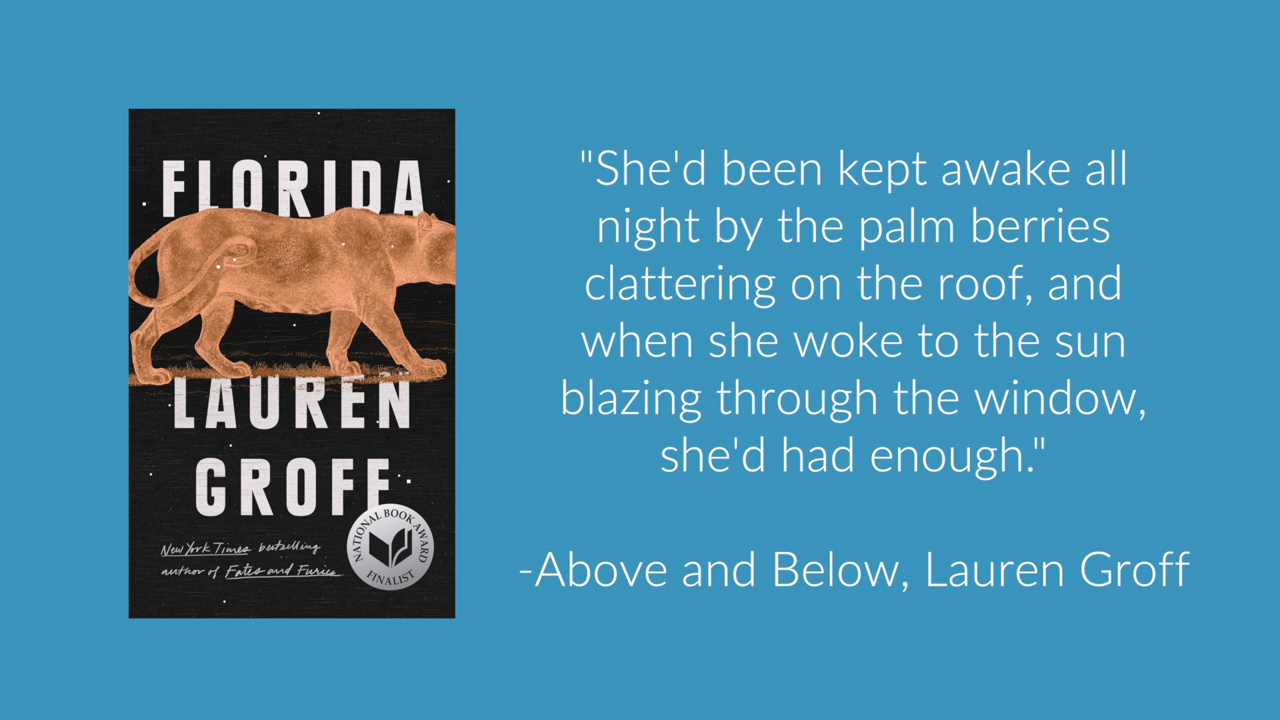 FLORIDA
LAUREN
GROFF
New York Times bestselling
author of Fates and Furies
NATIONAL BOOK AWARD
FINALIST
"She'd been kept awake all
night by the palm berries
clattering on the roof, and
when she woke to the sun
blazing through the window,
she'd had enough."
-Above and Below, Lauren Groff